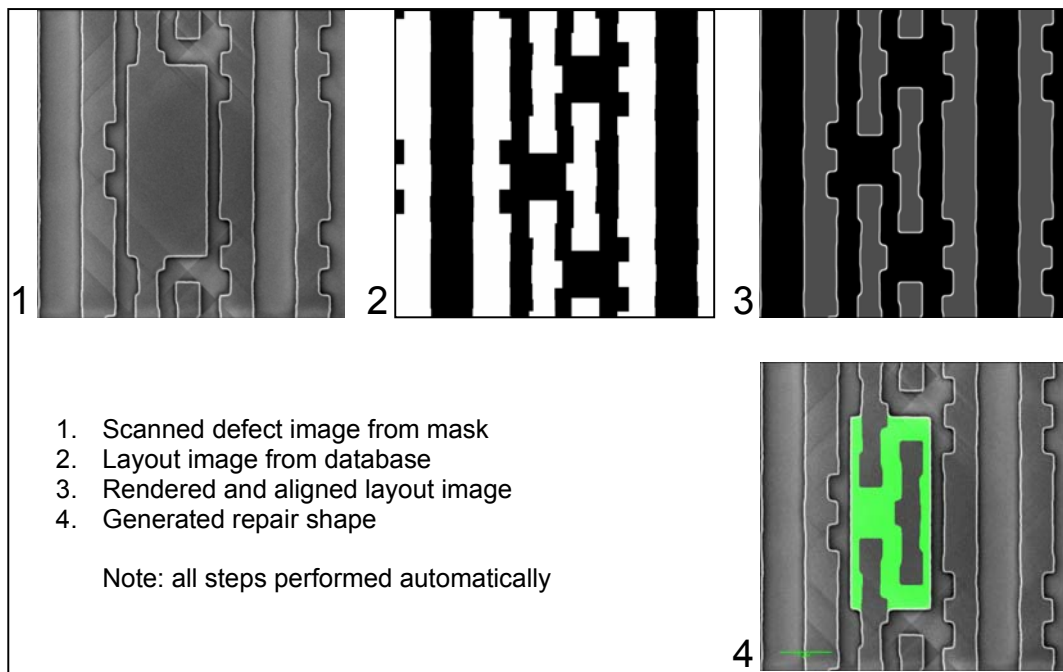 1
2
3
1. Scanned defect image from mask
2. Layout image from database
3. Rendered and aligned layout image
4. Generated repair shape
Note: all steps performed automatically
4